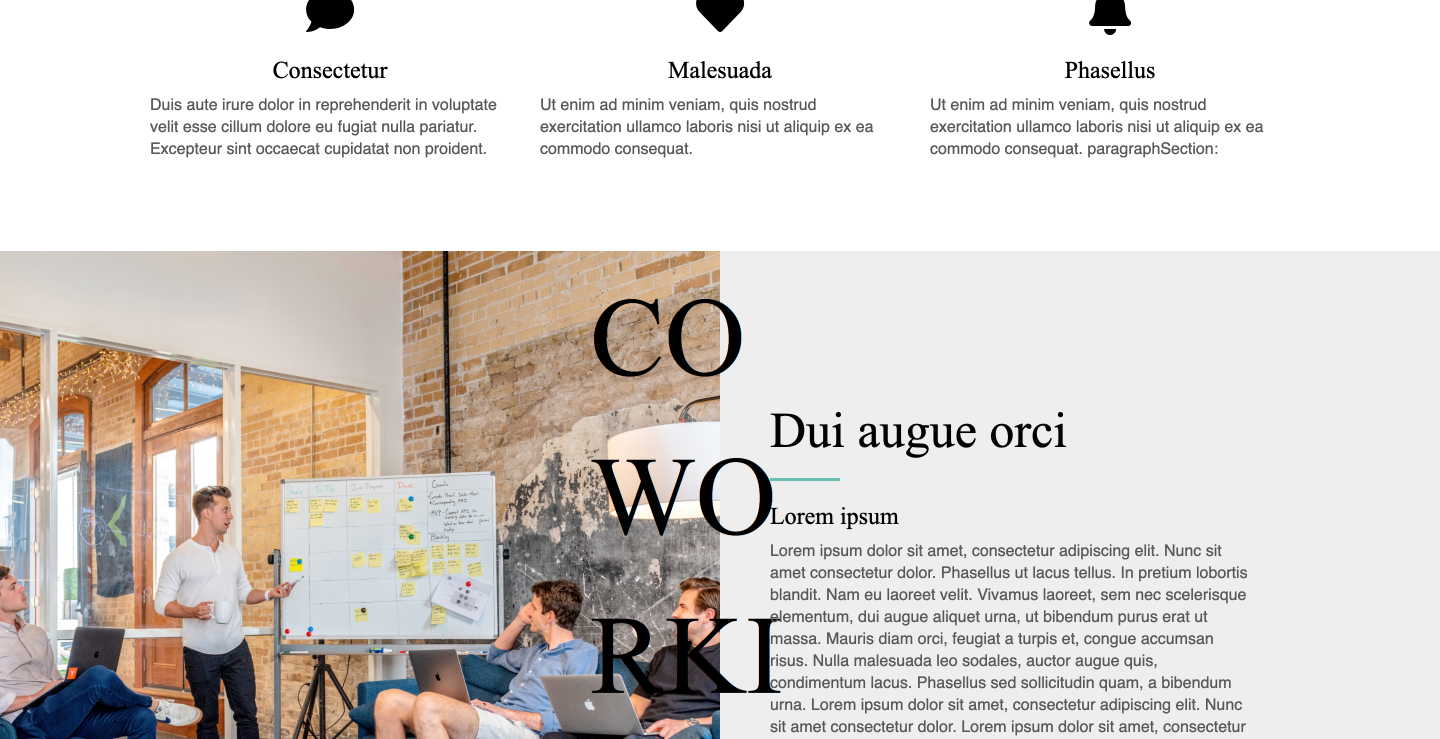 Consectetur
Duis aute irure dolor in reprehenderit in voluptate
velit esse cillum dolore eu fugiat nulla pariatur.
Excepteur sint occaecat cupidatat non proident.
Malesuada
Ut enim ad minim veniam, quis nostrud
exercitation ullamco laboris nisi ut aliquip ex ea
commodo consequat.
Phasellus
Ut enim ad minim veniam, quis nostrud
exercitation ullamco laboris nisi ut aliquip ex ea
commodo consequat. paragraphSection:
CO
WO
RKI
To Do
In Progress
Done
Goals
Backlog
Dui augue orci
Lorem ipsum
Lorem ipsum dolor sit amet, consectetur adipiscing elit. Nunc sit
amet consectetur dolor. Phasellus ut lacus tellus. In pretium lobortis
blandit. Nam eu laoreet velit. Vivamus laoreet, sem nec scelerisque
elementum, dui augue aliquet urna, ut bibendum purus erat ut
massa. Mauris diam orci, feugiat a turpis et, congue accumsan
risus. Nulla malesuada leo sodales, auctor augue quis,
condimentum lacus. Phasellus sed sollicitudin quam, a bibendum
urna. Lorem ipsum dolor sit amet, consectetur adipiscing elit. Nunc
sit amet consectetur dolor. Lorem ipsum dolor sit amet, consectetur